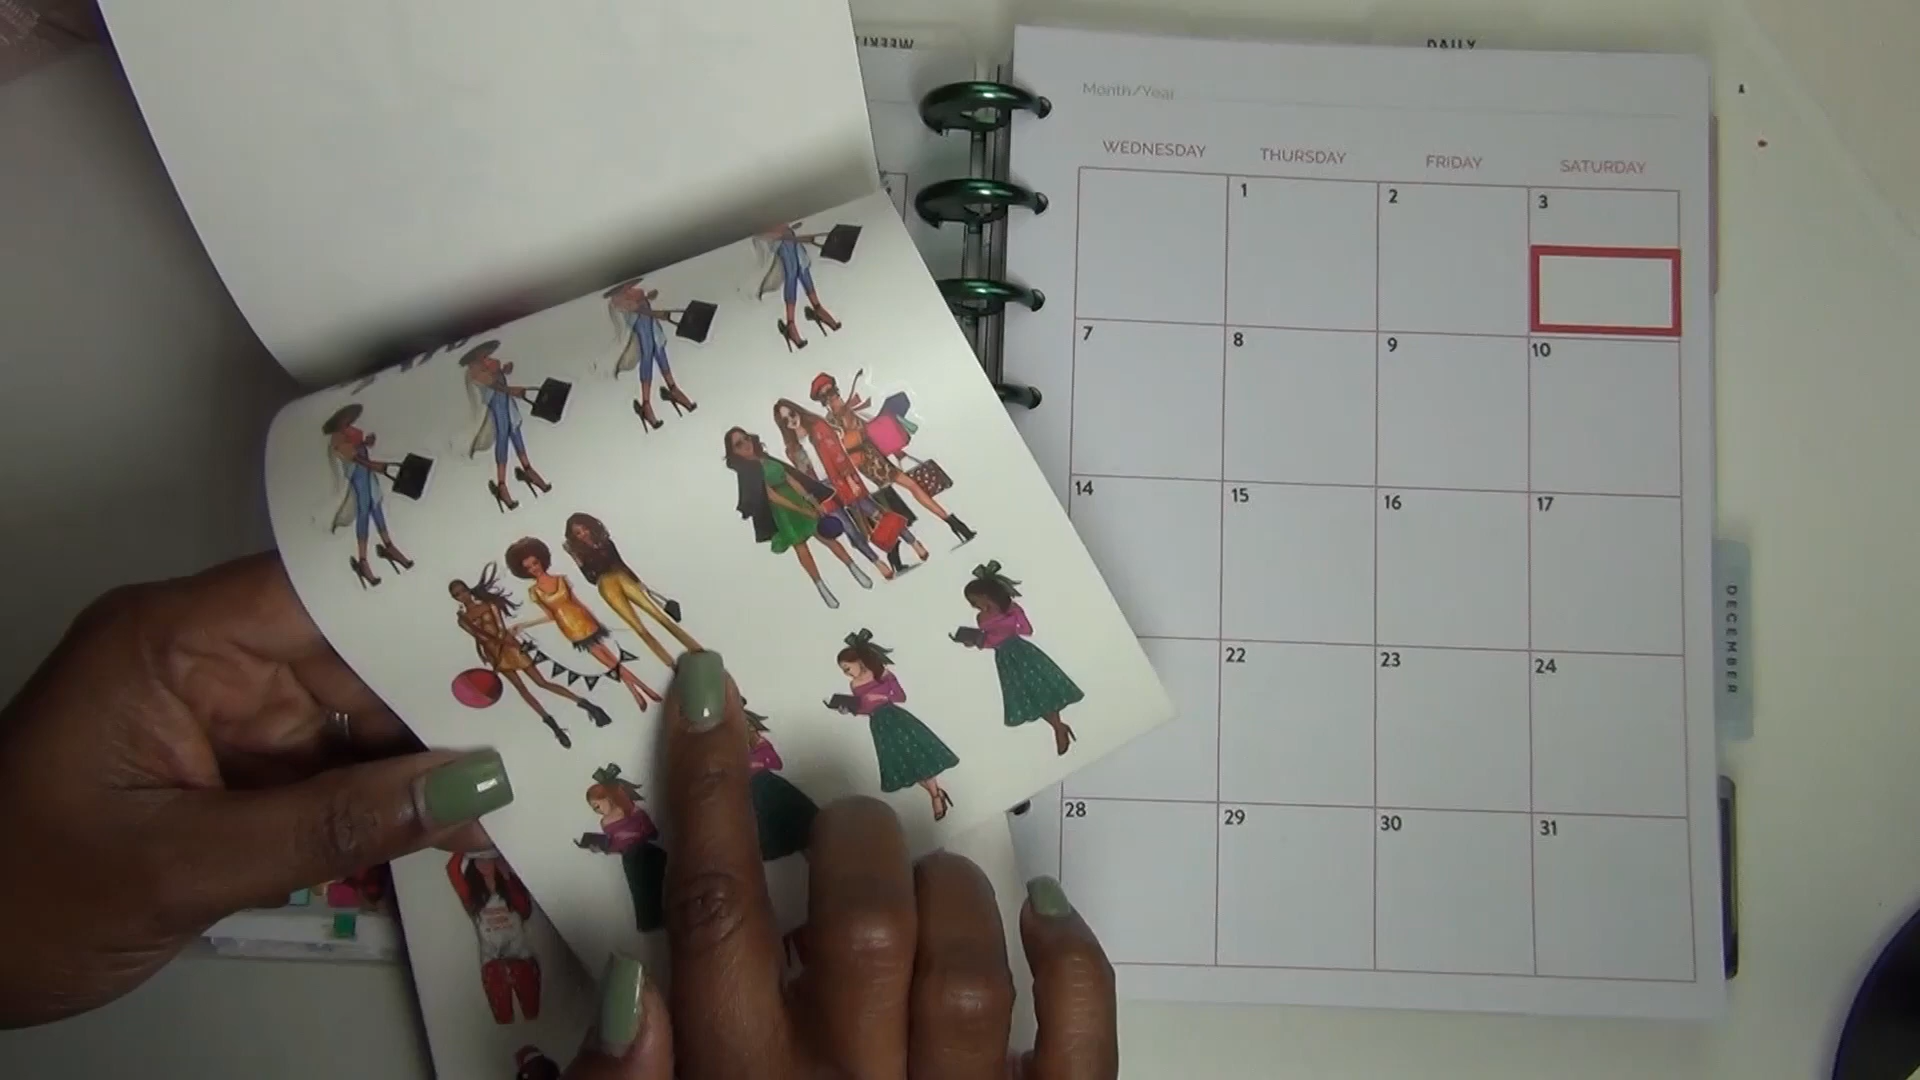 WEEKLY
DAILY
Month/Year
WEDNESDAY THURSDAY FRIDAY SATURDAY
1 2 3
7 8 9 10
14 15 16 17
22 23 24
28 29 30 31
DECEMBER